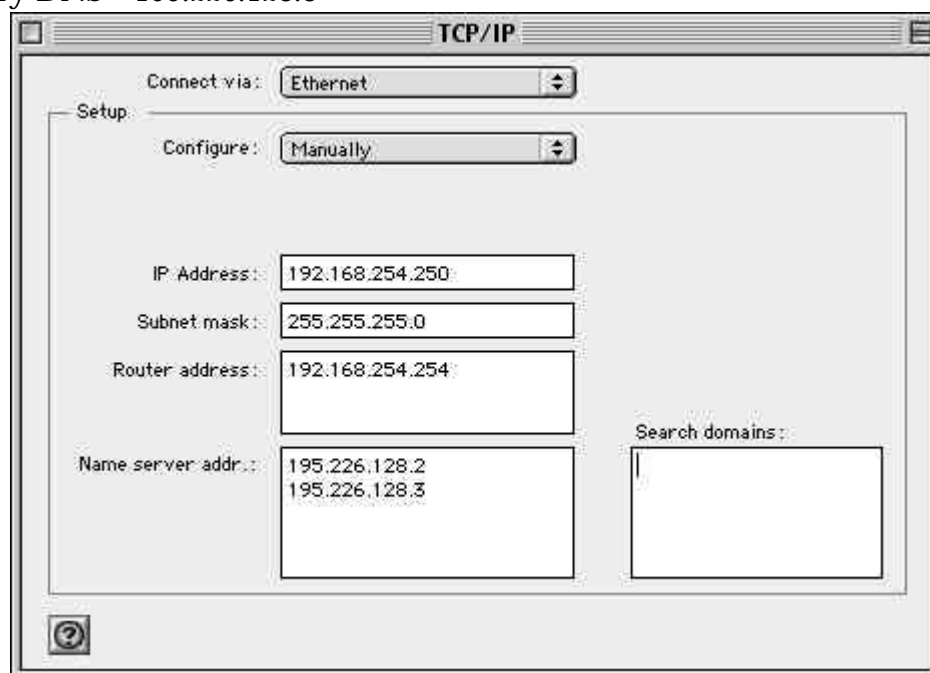 TCP/IP
Connect via: Ethernet
Setup
Configure: Manually
IP Address: 192.168.254.250
Subnet mask: 255.255.255.0
Router address: 192.168.254.254
Search domains:
Name server addr.: 195.226.128.2
195.226.128.3